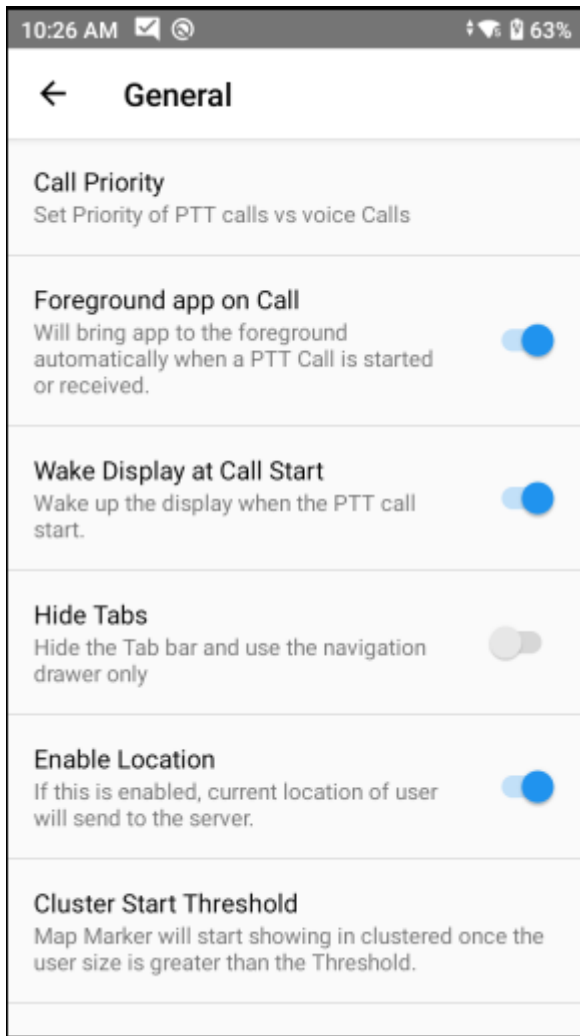 10:26 AM 63%
General
Call Priority
Set Priority of PTT calls vs voice Calls
Foreground app on Call
Will bring app to the foreground
automatically when a PTT Call is started
or received.
Wake Display at Call Start
Wake up the display when the PTT call
start.
Hide Tabs
Hide the Tab bar and use the navigation
drawer only
Enable Location
If this is enabled, current location of user
will send to the server.
Cluster Start Threshold
Map Marker will start showing in clustered once the
user size is greater than the Threshold.